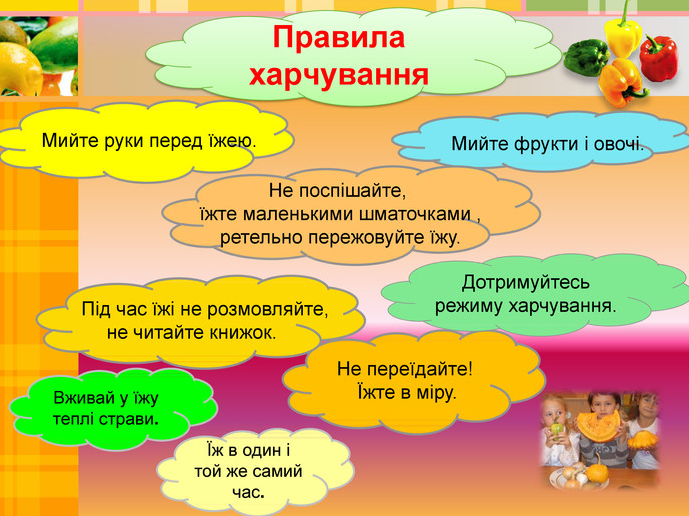 Правила
харчування
Мийте руки перед їжею.
Мийте фрукти і овочі.
Не поспішайте,
їжте маленькими шматочками ,
ретельно пережовуйте їжу.
Дотримуйтесь
режиму харчування.
Під час їжі не розмовляйте,
не читайте книжок.
Не переїдайте!
Їжте в міру.
Вживай у їжу
теплі страви.
Їж в один і
той же самий
час.